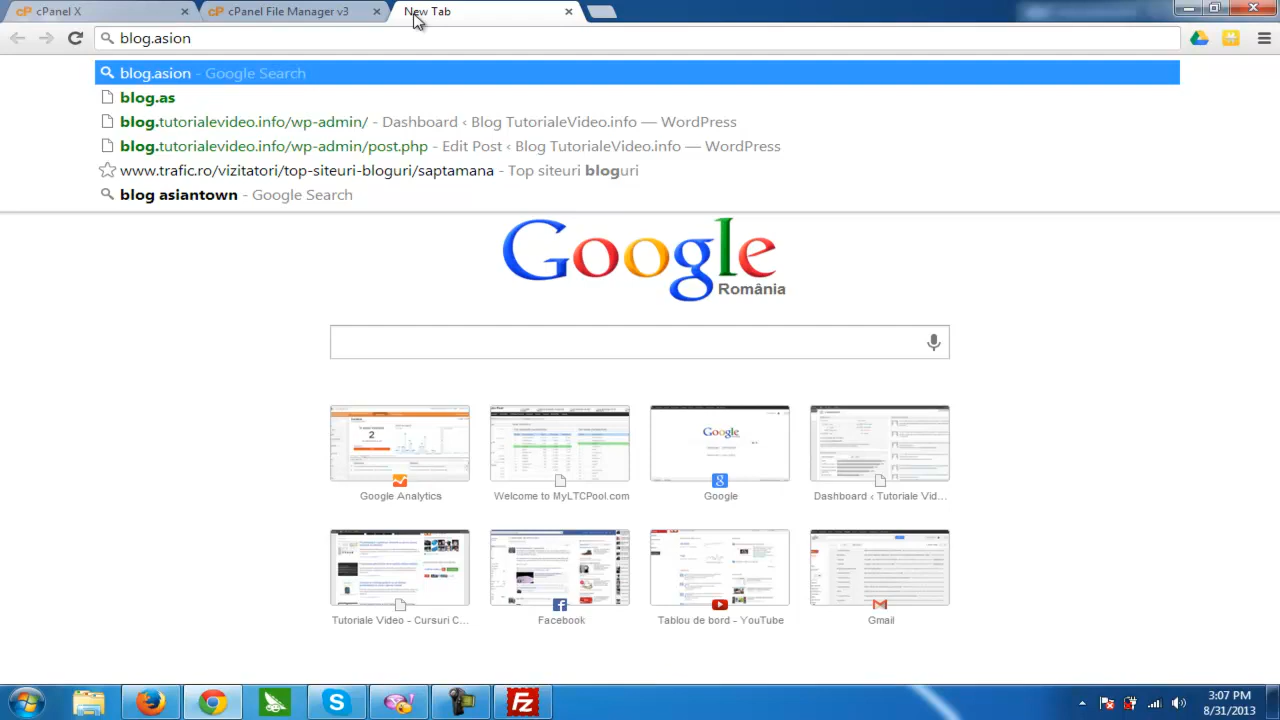 cPanel X
cPanel File Manager v3
New Tab
blog.asion
blog.asion - Google Search
blog.as
blog.tutorialevideo.info/wp-admin/ - Dashboard ‹ Blog TutorialeVideo.info — WordPress
blog.tutorialevideo.info/wp-admin/post.php - Edit Post ‹ Blog TutorialeVideo.info — WordPress
www.trafic.ro/vizitatori/top-siteuri-bloguri/saptamana - Top siteuri bloguri
blog asiantown - Google Search
Google
România
Google Analytics
Welcome to MyLTCPool.com
Google
Dashboard ‹ Tutoriale Vid...
Tutoriale Video - Cursuri C...
Facebook
Tablou de bord - YouTube
Gmail
3:07 PM
8/31/2013